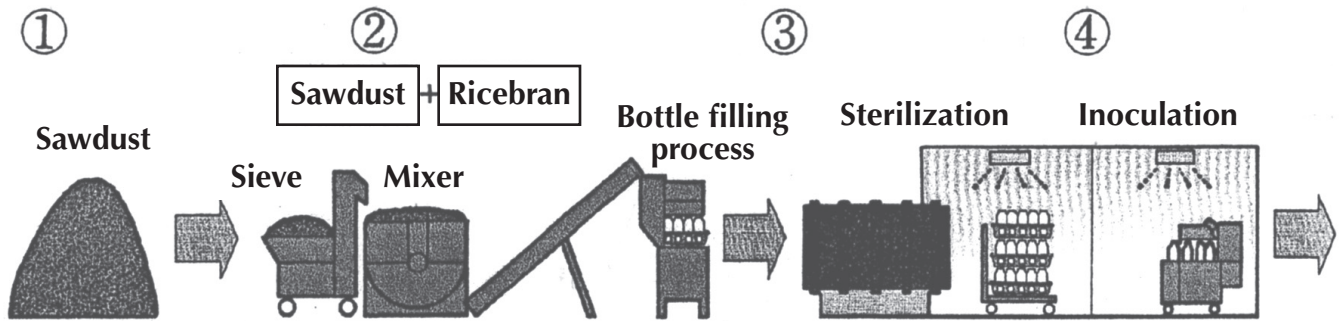 ①
②
③
④
Sawdust + Ricebran
Sawdust
Sieve
Mixer
Bottle filling
process
Sterilization
Inoculation